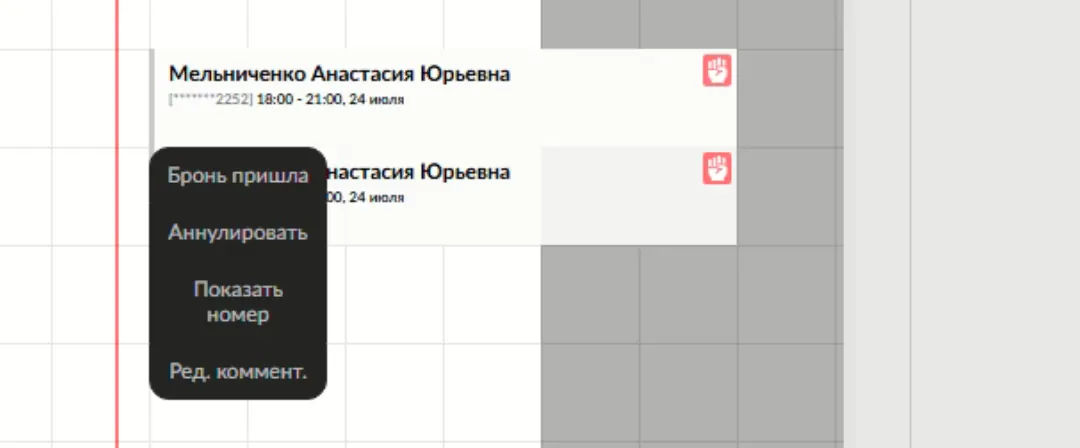 Мельниченко Анастасия Юрьевна
[*******2252] 18:00 - 21:00, 24 июля
Бронь пришла
настасия Юрьевна
00, 24 июля
Аннулировать
Показать
номер
Ред. коммент.